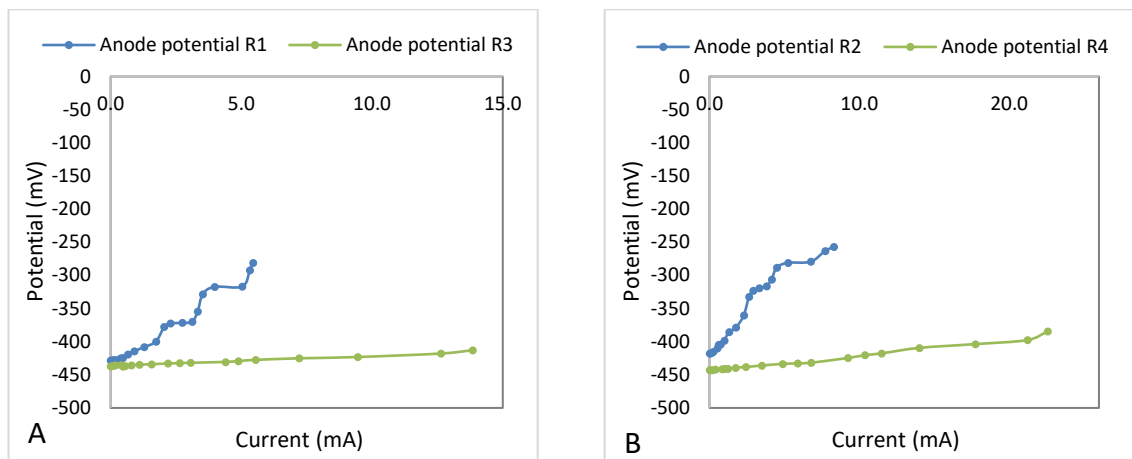 Anode potential R1 Anode potential R3
0
-50
-100
-150
-200
-250
-300
-350
-400
-450
-500
0.0 5.0 10.0 15.0
Potential (mV)
Current (mA)
A
Anode potential R2 Anode potential R4
0
-50
-100
-150
-200
-250
-300
-350
-400
-450
-500
0.0 10.0 20.0
Potential (mV)
Current (mA)
B